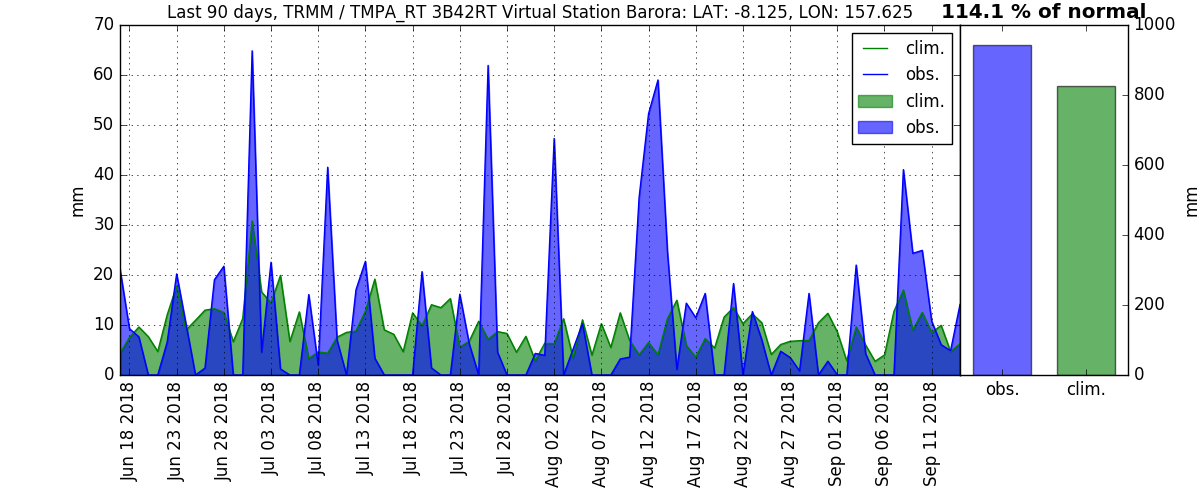 Last 90 days, TRMM / TMPA_RT 3B42RT Virtual Station Barora: LAT: -8.125, LON: 157.625
114.1 % of normal
70
60
50
40
30
20
10
0
mm
clim.
obs.
clim.
obs.
Jun 18 2018
Jun 23 2018
Jun 28 2018
Jul 03 2018
Jul 08 2018
Jul 13 2018
Jul 18 2018
Jul 23 2018
Jul 28 2018
Aug 02 2018
Aug 07 2018
Aug 12 2018
Aug 17 2018
Aug 22 2018
Aug 27 2018
Sep 01 2018
Sep 06 2018
Sep 11 2018
1000
800
600
400
200
0
mm
obs.
clim.